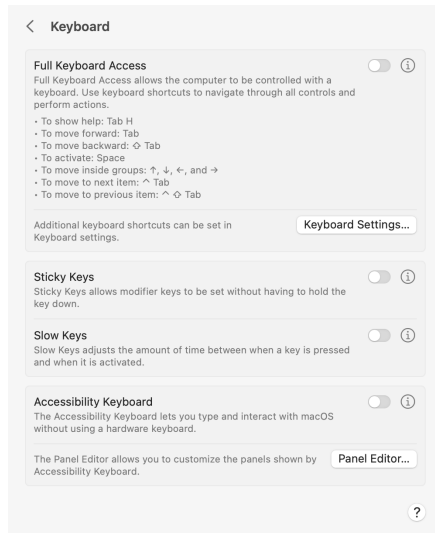 Keyboard
Full Keyboard Access
Full Keyboard Access allows the computer to be controlled with a
keyboard. Use keyboard shortcuts to navigate through all controls and
perform actions.
• To show help: Tab H
• To move forward: Tab
• To move backward: ⇧ Tab
• To activate: Space
• To move inside groups: ↑, ↓, ←, and →
• To move to next item: ^ Tab
• To move to previous item: ^ ⇧ Tab
Additional keyboard shortcuts can be set in
Keyboard settings.
Keyboard Settings...
Sticky Keys
Sticky Keys allows modifier keys to be set without having to hold the
key down.
Slow Keys
Slow Keys adjusts the amount of time between when a key is pressed
and when it is activated.
Accessibility Keyboard
The Accessibility Keyboard lets you type and interact with macOS
without using a hardware keyboard.
The Panel Editor allows you to customize the panels shown by
Accessibility Keyboard.
Panel Editor...
?